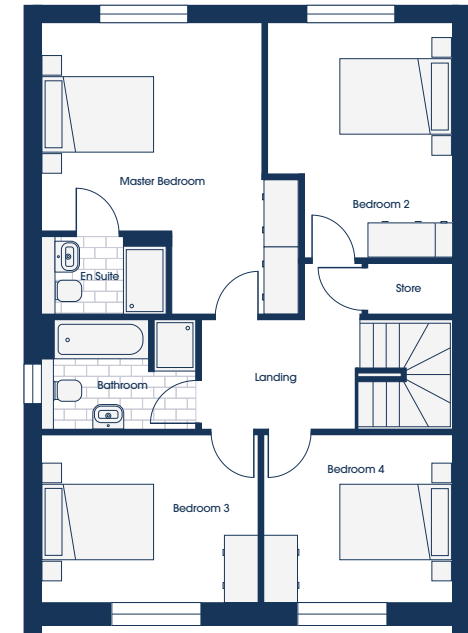 Master Bedroom
Bedroom 2
En Suite
Store
Landing
Bathroom
Bedroom 4
Bedroom 3